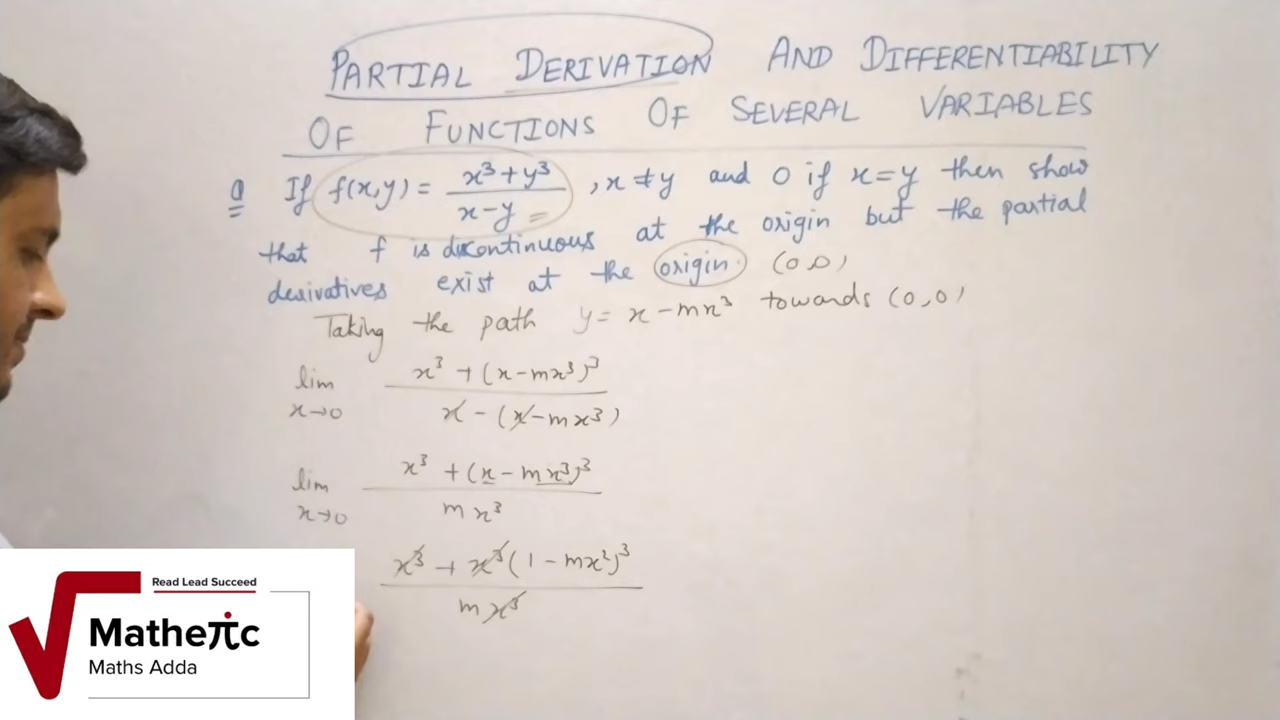 PARTIAL DERIVATION AND DIFFERENTIABILITY
OF FUNCTIONS OF SEVERAL VARIABLES
Q If f(x,y) = (x³+y³)/(x-y) , x ≠ y and 0 if x=y then show
that f is discontinuous at the origin but the partial
derivatives exist at the origin (0,0)
Taking the path y = x - mx³ towards (0,0)
lim x→0 (x³ + (x-mx³)³)/(x - (x-mx³))
lim x→0 (x³ + (x - mx³)³)/(mx³)
(x³ + x³(1 - mx²)³)/(mx³)
Read Lead Succeed
Matheπc
Maths Adda